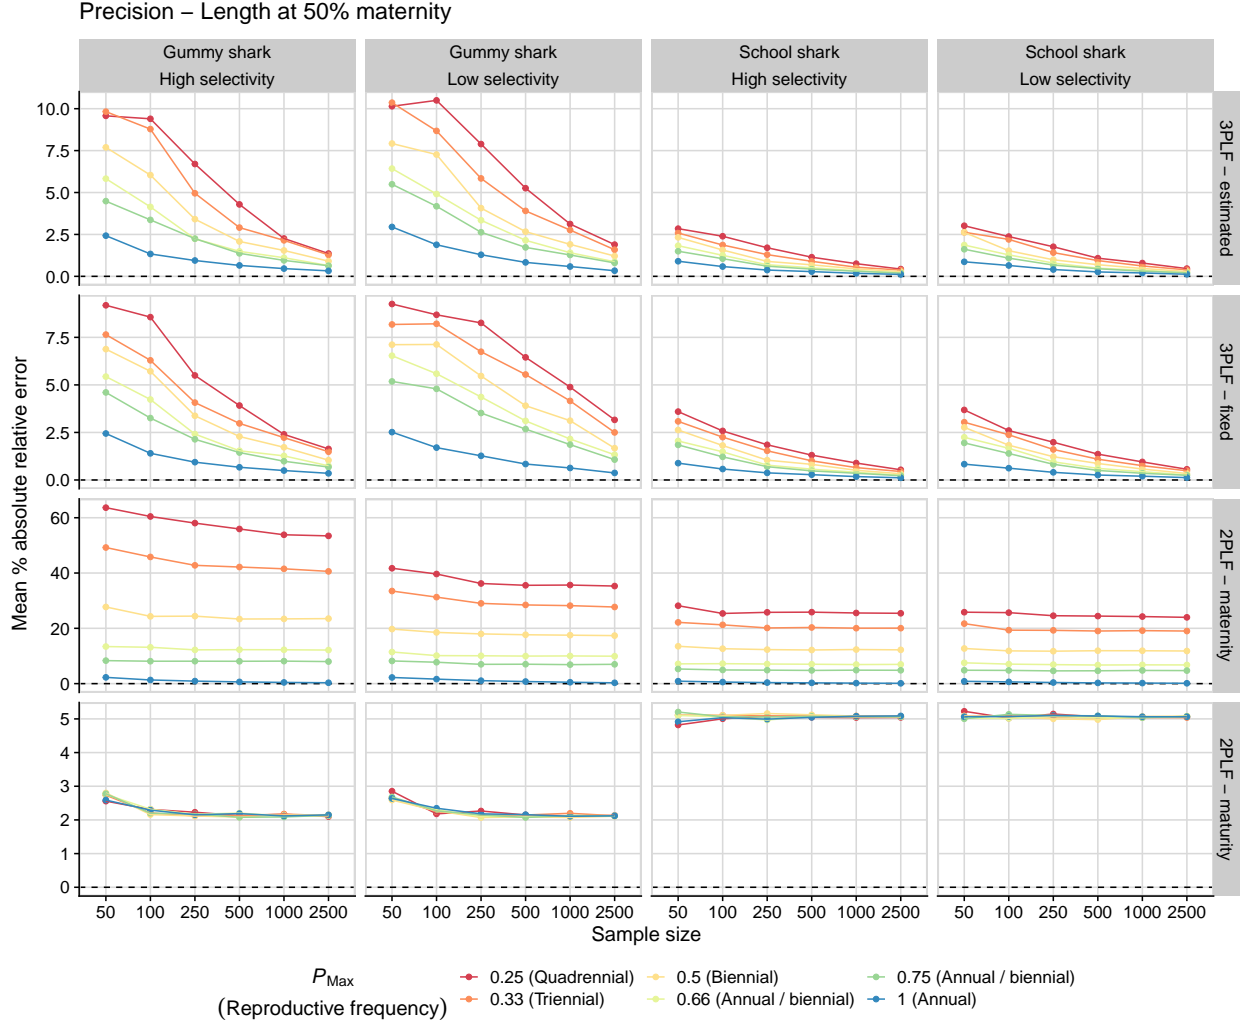 Precision − Length at 50% maternity
Gummy shark
High selectivity
Gummy shark
Low selectivity
School shark
High selectivity
School shark
Low selectivity
Mean % absolute relative error
10.0
7.5
5.0
2.5
0.0
3PLF − estimated
7.5
5.0
2.5
0.0
3PLF − fixed
60
40
20
0
2PLF − maternity
5
4
3
2
1
0
2PLF − maturity
50 100 250 500 1000 2500
50 100 250 500 1000 2500
50 100 250 500 1000 2500
50 100 250 500 1000 2500
Sample size
PMax
(Reproductive frequency)
0.25 (Quadrennial)
0.33 (Triennial)
0.5 (Biennial)
0.66 (Annual / biennial)
0.75 (Annual / biennial)
1 (Annual)